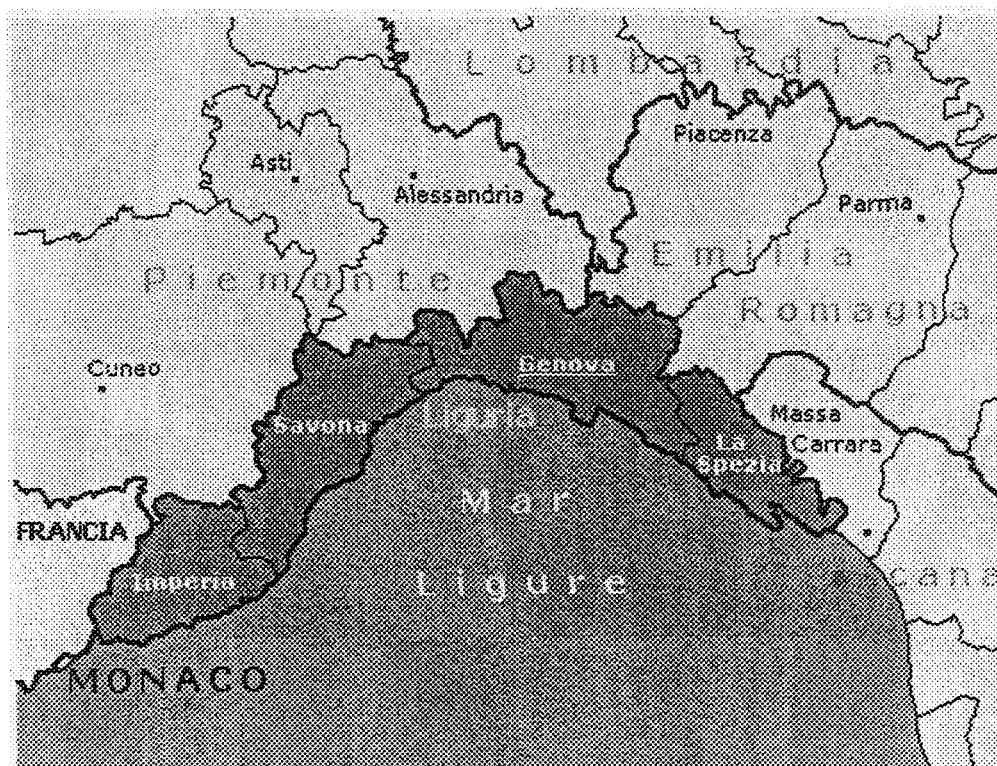 Lombardia
Piacenza
Asti
Alessandria
Parma
Emilia
Piemonte
Romagna
Genova
Cuneo
Massa
Carrara
Liguria
Savona
La
Spezia
Mar
FRANCIA
Imperia
Ligure
MONACO